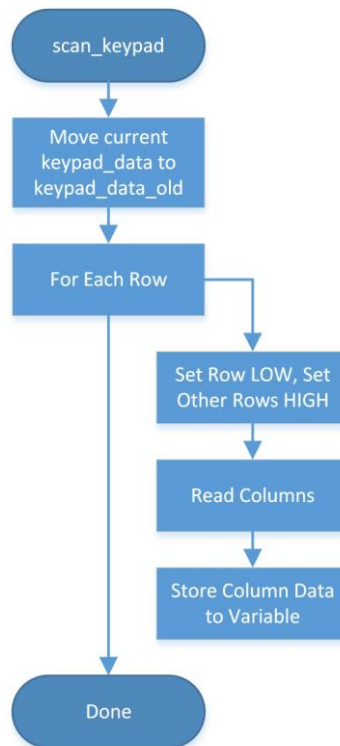 scan_keypad
Move current
keypad_data to
keypad_data_old
For Each Row
Set Row LOW, Set
Other Rows HIGH
Read Columns
Store Column Data
to Variable
Done